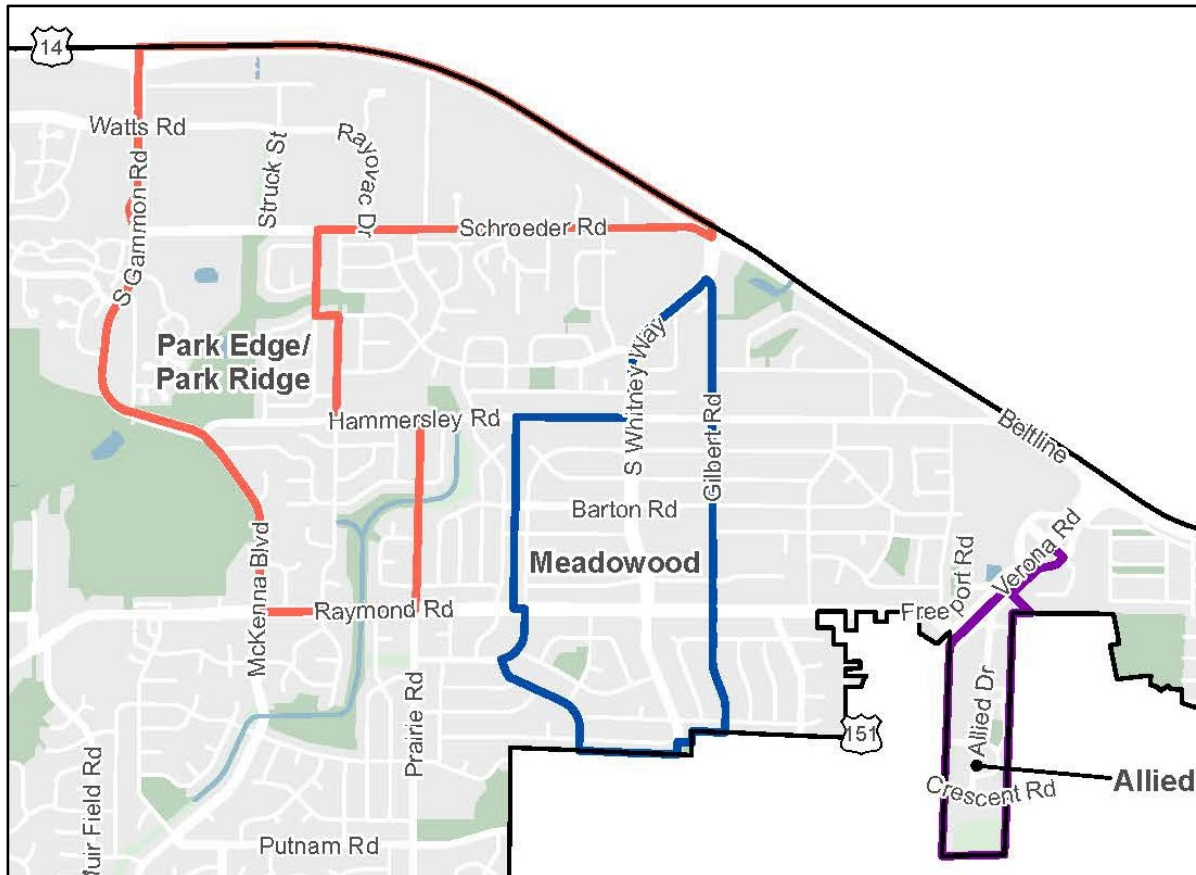 14
Watts Rd
Struck St
Rayovac Dr
S Gammon Rd
Schroeder Rd
Park Edge/
Park Ridge
S Whitney Way
Hammersley Rd
Gilbert Rd
Beltline
Barton Rd
Meadowood
McKenna Blvd
Raymond Rd
Freeport Rd
Verona Rd
Prairie Rd
Allied Dr
151
Allied
Crescent Rd
Muir Field Rd
Putnam Rd